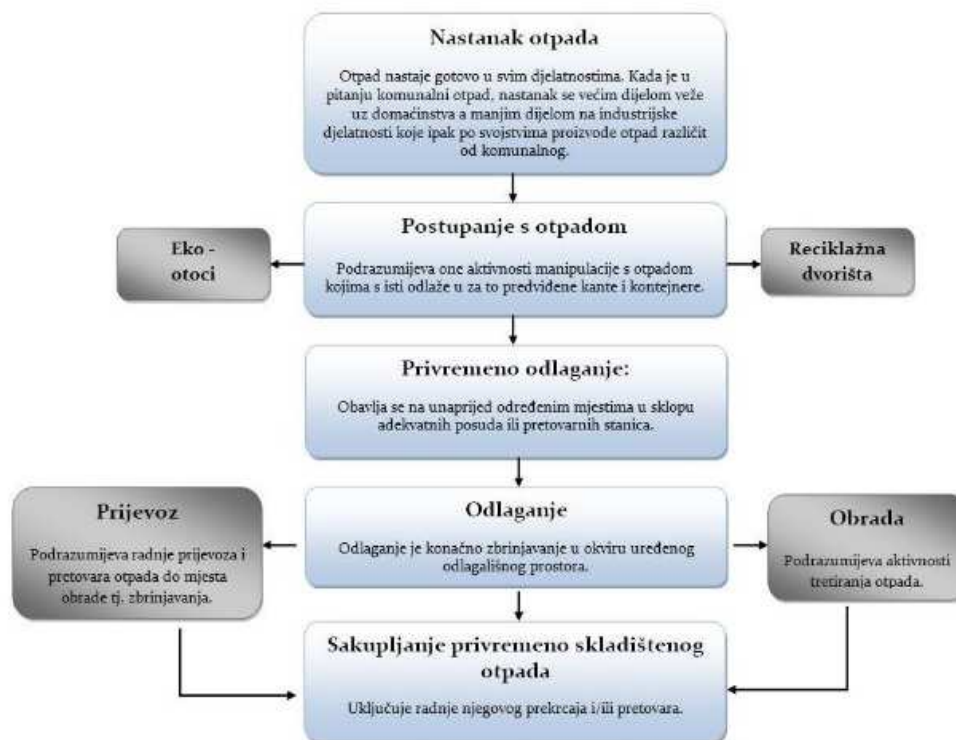 Nastanak otpada
Otpad nastaje gotovo u svim djelatnostima. Kada je u
pitanju komunalni otpad, nastanak se većim dijelom veže
uz domaćinstva a manjim dijelom na industrijske
djelatnosti koje ipak po svojstvima proizvode otpad različit
od komunalnog.
Eko -
otoci
Postupanje s otpadom
Podrazumijeva one aktivnosti manipulacije s otpadom
kojima s isti odlaže u za to predviđene kante i kontejnere.
Reciklažna
dvorišta
Privremeno odlaganje:
Obavlja se na unaprijed određenim mjestima u sklopu
adekvatnih posuda ili pretovarnih stanica.
Prijevoz
Podrazumijeva radnje prijevoza i
pretovara otpada do mjesta
obrade tj. zbrinjavanja.
Odlaganje
Odlaganje je konačno zbrinjavanje u okviru uređenog
odlagališnog prostora.
Obrada
Podrazumijeva aktivnosti
tretiranja otpada.
Sakupljanje privremeno skladištenog
otpada
Uključuje radnje njegovog prekrcaja i/ili pretovara.